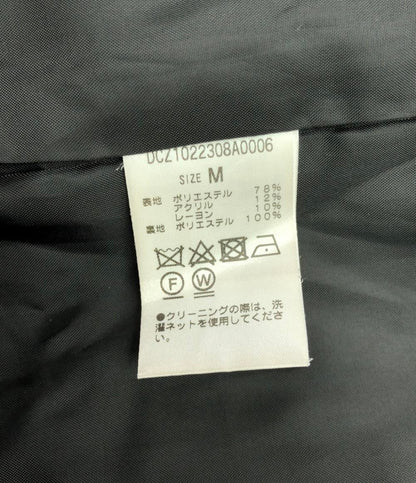 DCZ1022308A0006
SIZE M
表地 ポリエステル 78%
アクリル 12%
レーヨン 10%
裏地 ポリエステル 100%
F W
●クリーニングの際は、洗
濯ネットを使用してくださ
い。